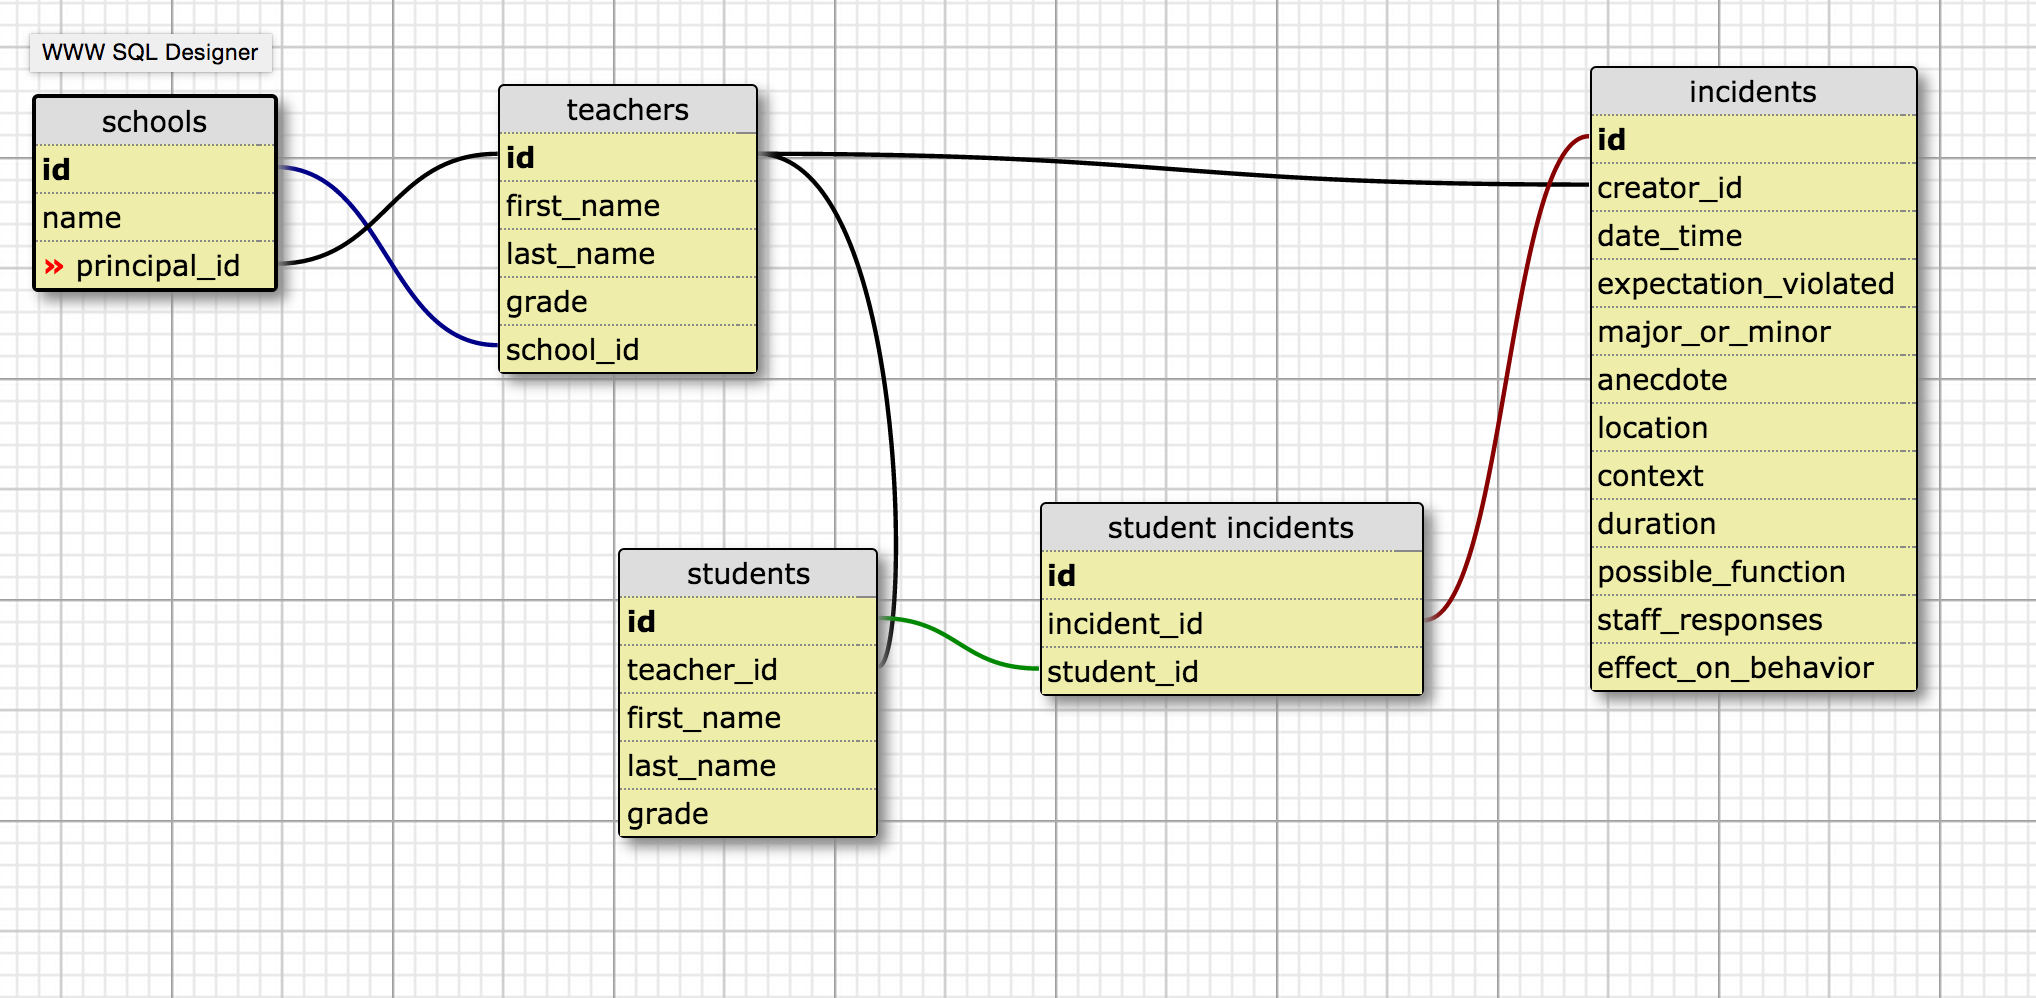 WWW SQL Designer
schools
id
name
» principal_id
teachers
id
first_name
last_name
grade
school_id
students
id
teacher_id
first_name
last_name
grade
student incidents
id
incident_id
student_id
incidents
id
creator_id
date_time
expectation_violated
major_or_minor
anecdote
location
context
duration
possible_function
staff_responses
effect_on_behavior